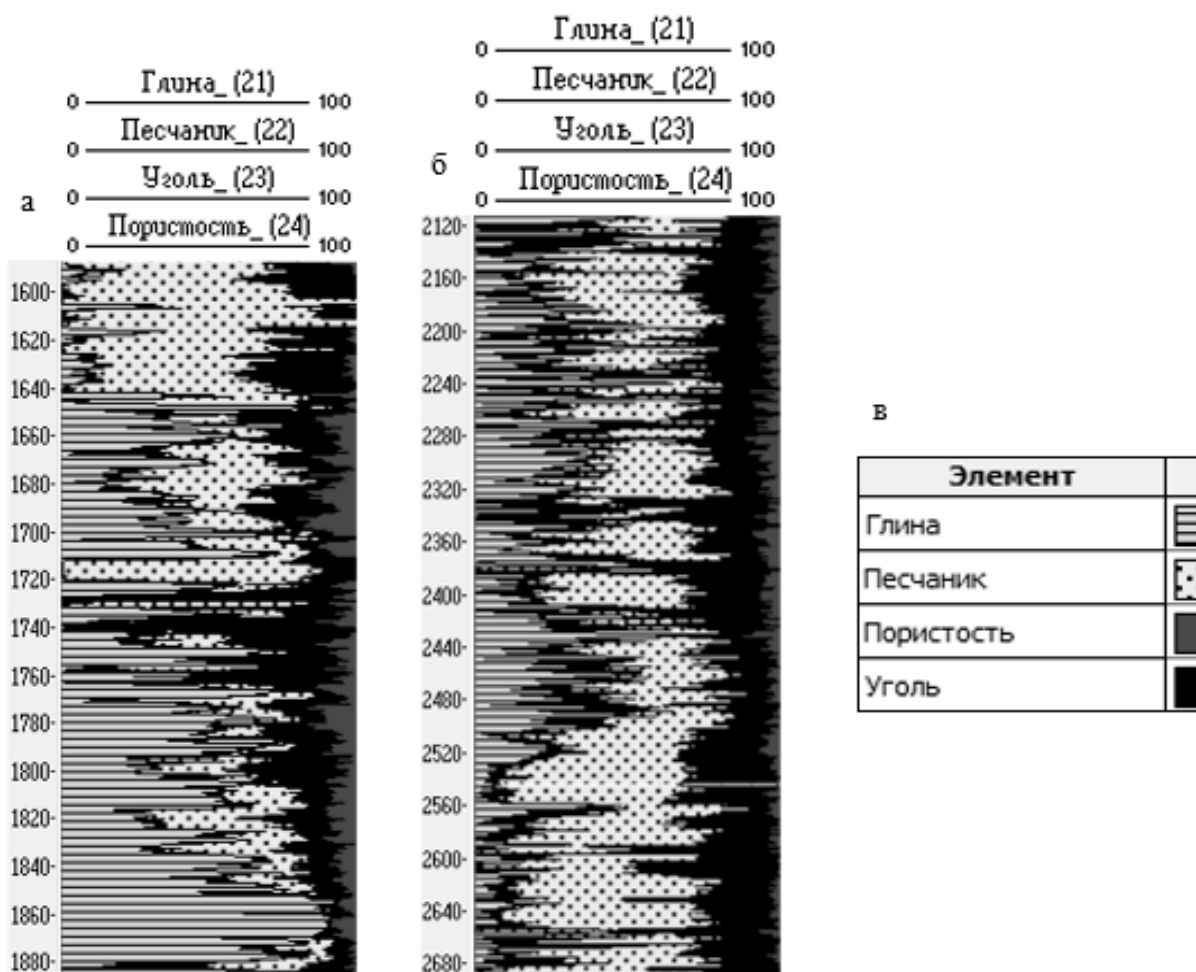 а
0 Глина_ (21) 100
0 Песчаник_ (22) 100
0 Уголь_ (23) 100
0 Пористость_ (24) 100
1600-
1620-
1640-
1660-
1680-
1700-
1720-
1740-
1760-
1780-
1800-
1820-
1840-
1860-
1880-
б
0 Глина_ (21) 100
0 Песчаник_ (22) 100
0 Уголь_ (23) 100
0 Пористость_ (24) 100
2120-
2160-
2200-
2240-
2280-
2320-
2360-
2400-
2440-
2480-
2520-
2560-
2600-
2640-
2680-
в
Элемент
Глина
Песчаник
Пористость
Уголь